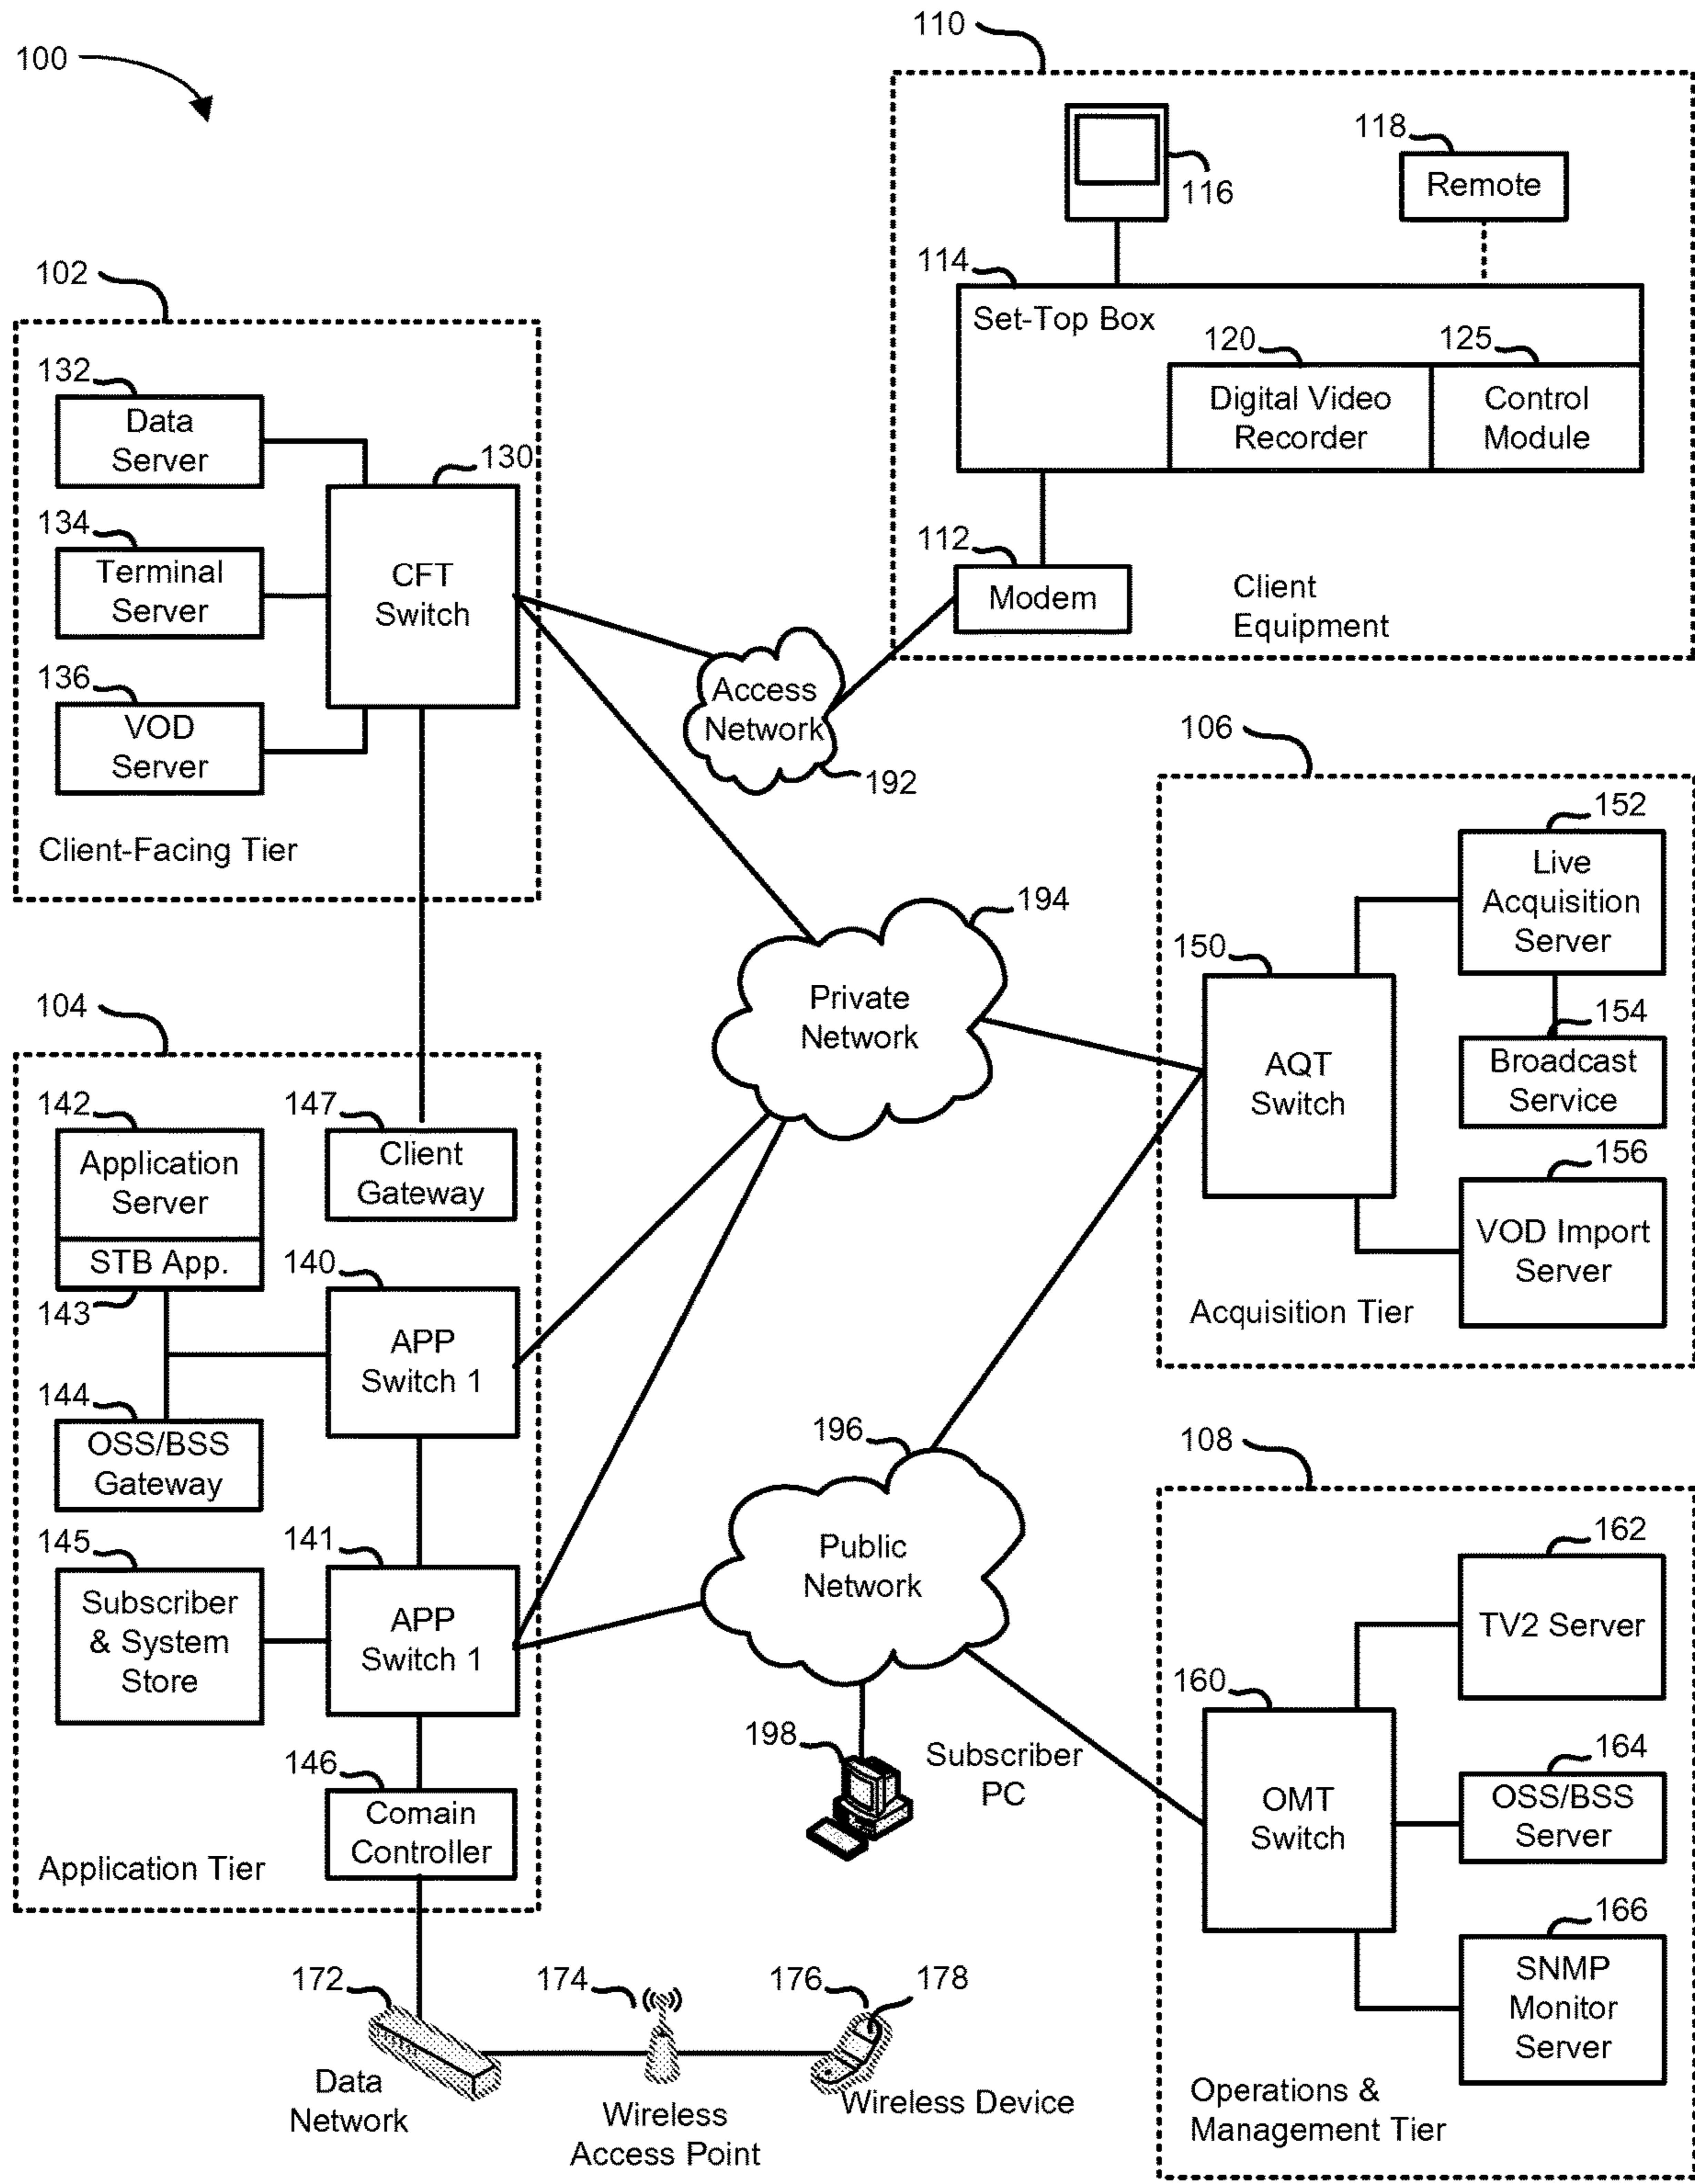 100
110
116
118
Remote
114
Set-Top Box
120
Digital Video
Recorder
125
Control
Module
112
Modem
Client
Equipment
102
132
Data
Server
134
Terminal
Server
136
VOD
Server
130
CFT
Switch
Client-Facing Tier
Access
Network
192
194
Private
Network
106
152
Live
Acquisition
Server
150
AQT
Switch
154
Broadcast
Service
156
VOD Import
Server
Acquisition Tier
104
142
Application
Server
STB App.
143
147
Client
Gateway
140
APP
Switch 1
144
OSS/BSS
Gateway
145
Subscriber
& System
Store
141
APP
Switch 1
146
Comain
Controller
Application Tier
196
Public
Network
198
Subscriber
PC
108
162
TV2 Server
160
OMT
Switch
164
OSS/BSS
Server
166
SNMP
Monitor
Server
Operations &
Management Tier
172
Data
Network
174
Wireless
Access Point
176
178
Wireless Device